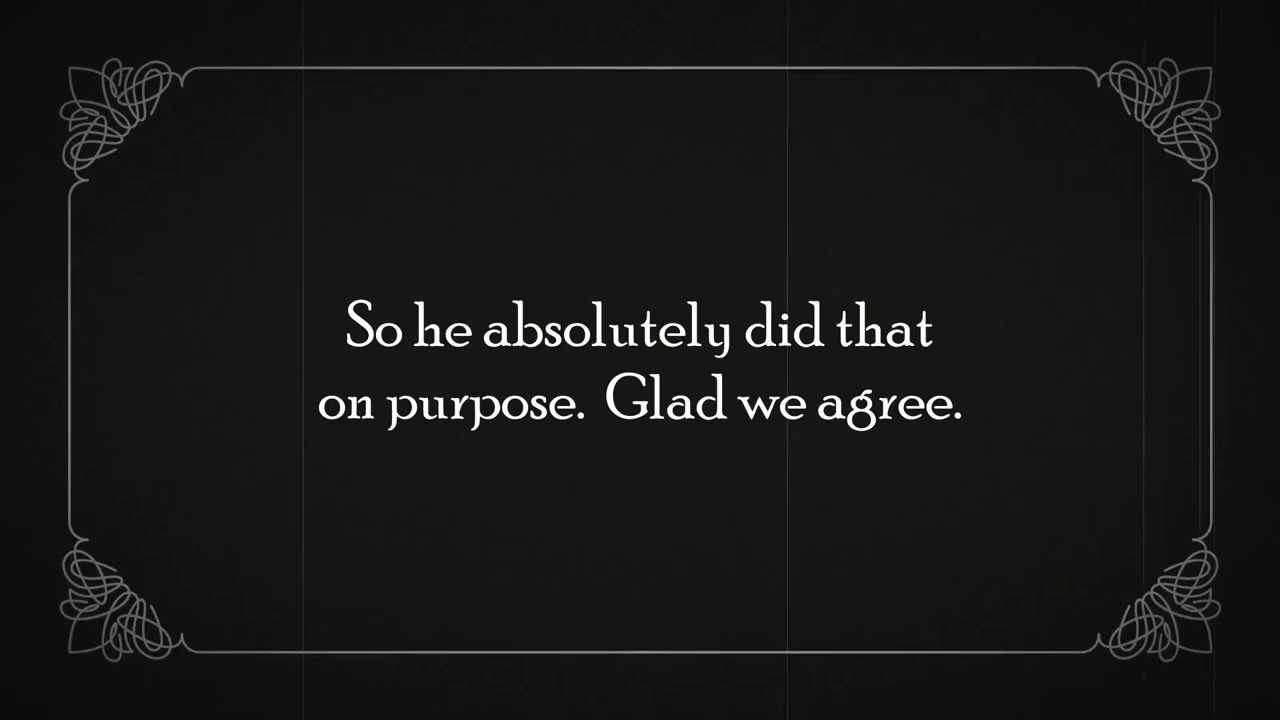 So he absolutely did that
on purpose.  Glad we agree.